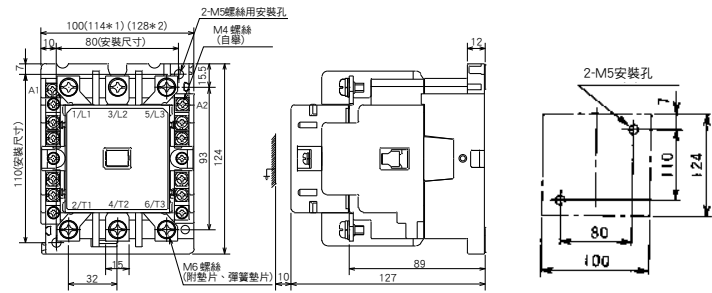 2-M5螺絲用安裝孔
100(114*1) (128*2)
M4 螺絲
(自舉)
10
80(安裝尺寸)
12
7
15.5
A1
A2
1/L1
3/L2
5/L3
110(安裝尺寸)
93
124
2/T1
4/T2
6/T3
15
32
M6 螺絲
(附墊片、彈簧墊片)
10
89
127
2-M5安裝孔
7
110
124
80
100